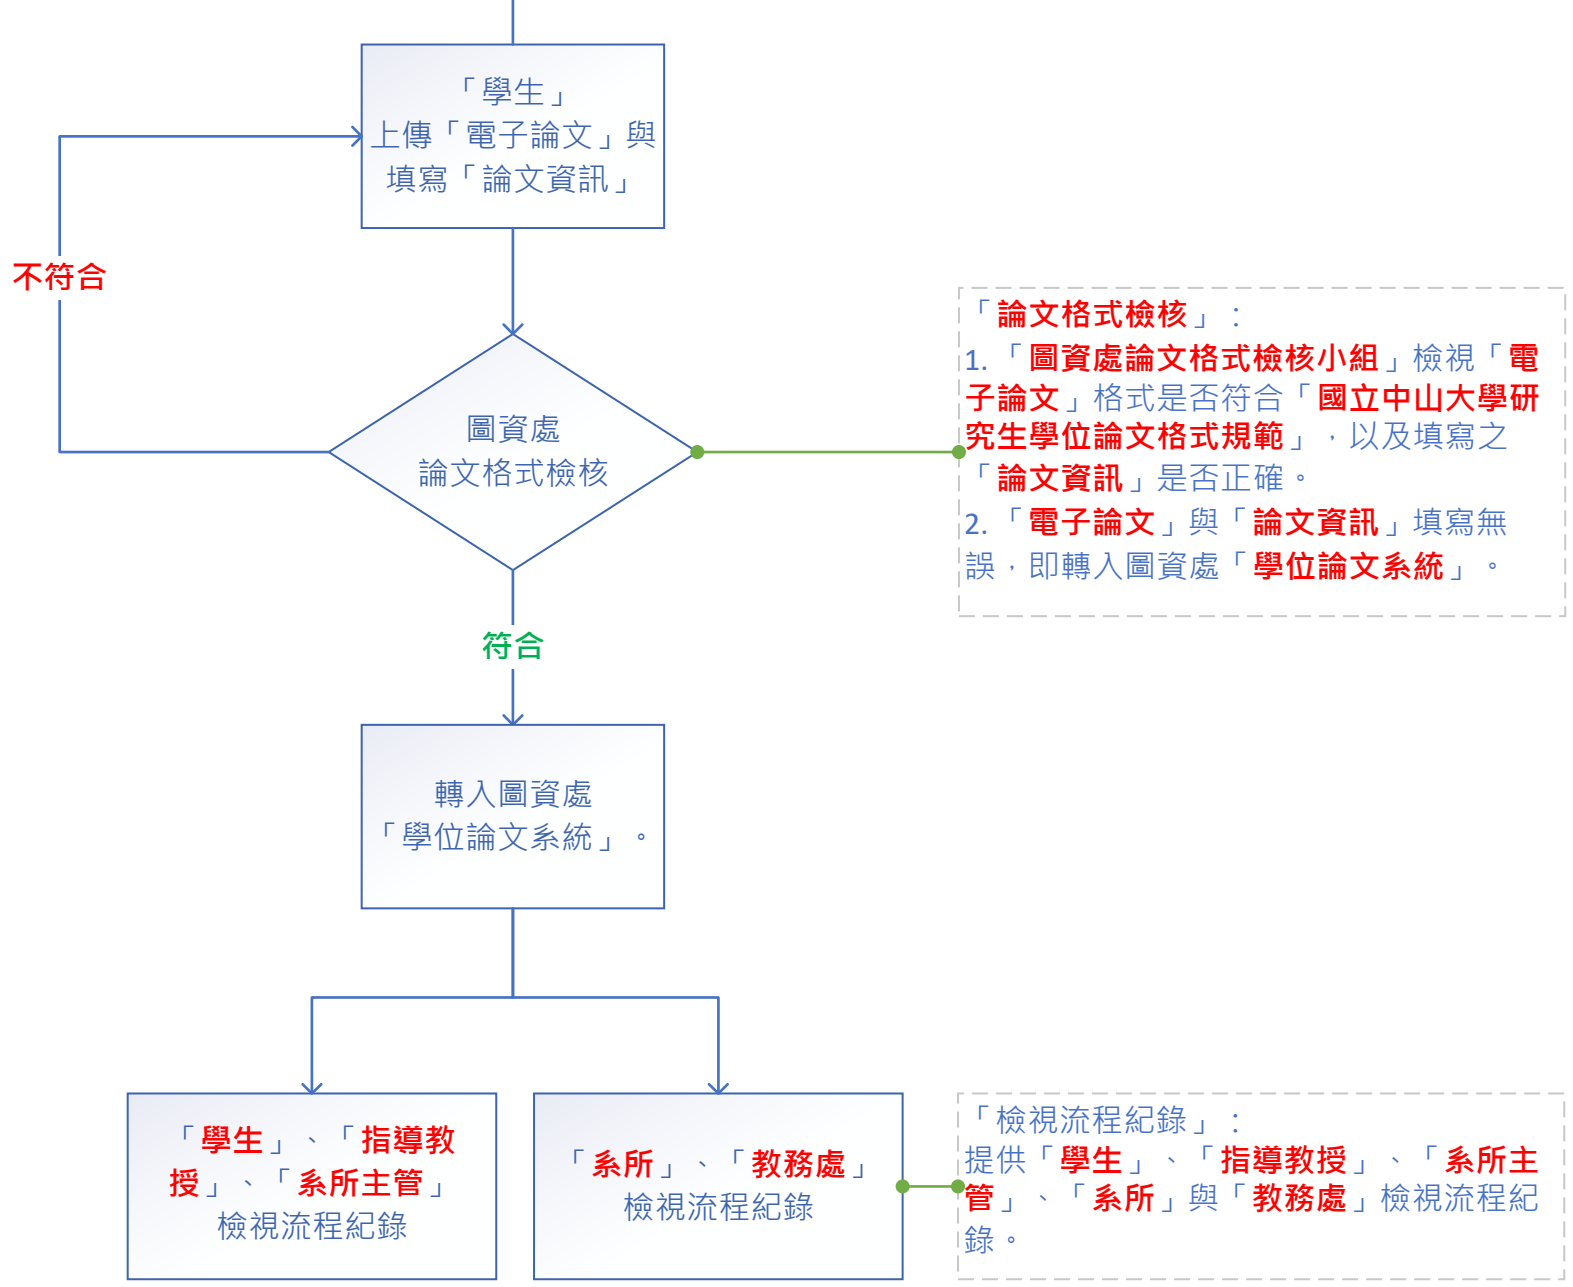 「學生」
上傳「電子論文」與
填寫「論文資訊」
不符合
圖資處
論文格式檢核
「論文格式檢核」：
1.「圖資處論文格式檢核小組」檢視「電
子論文」格式是否符合「國立中山大學研
究生學位論文格式規範」，以及填寫之
「論文資訊」是否正確。
2.「電子論文」與「論文資訊」填寫無
誤，即轉入圖資處「學位論文系統」。
符合
轉入圖資處
「學位論文系統」。
「學生」、「指導教
授」、「系所主管」
檢視流程紀錄
「系所」、「教務處」
檢視流程紀錄
「檢視流程紀錄」：
提供「學生」、「指導教授」、「系所主
管」、「系所」與「教務處」檢視流程紀
錄。